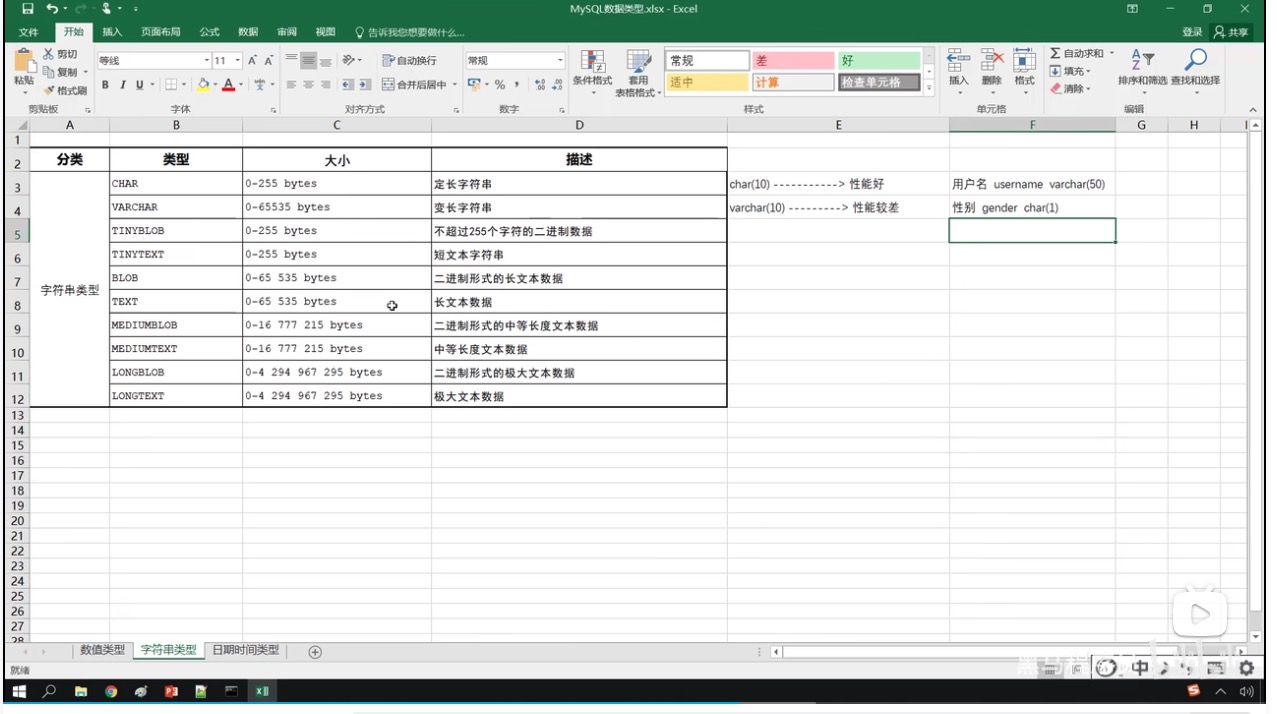 MySQL数据类型.xlsx - Excel
文件 开始 插入 页面布局 公式 数据 审阅 视图 告诉我您想要做什么... 登录 共享
剪切 等线 11 自动换行 常规 常规 差 好 自动求和
复制 填充
粘贴 格式刷 B I U 合并后居中 % 条件格式 套用 表格格式 适中 计算 检查单元格 插入 删除 格式 清除 排序和筛选 查找和选择
剪贴板 字体 对齐方式 数字 样式 单元格 编辑
A B C D E F G H I
1
2 分类 类型 大小 描述
3 CHAR 0-255 bytes 定长字符串 char(10) -----------> 性能好 用户名 username varchar(50)
4 VARCHAR 0-65535 bytes 变长字符串 varchar(10) ---------> 性能较差 性别 gender char(1)
5 TINYBLOB 0-255 bytes 不超过255个字符的二进制数据
6 TINYTEXT 0-255 bytes 短文本字符串
7 BLOB 0-65 535 bytes 二进制形式的长文本数据
字符串类型
8 TEXT 0-65 535 bytes 长文本数据
9 MEDIUMBLOB 0-16 777 215 bytes 二进制形式的中等长度文本数据
10 MEDIUMTEXT 0-16 777 215 bytes 中等长度文本数据
11 LONGBLOB 0-4 294 967 295 bytes 二进制形式的极大文本数据
12 LONGTEXT 0-4 294 967 295 bytes 极大文本数据
13
14
15
16
17
18
19
20
21
22
23
24
25
26
27
28
数值类型 字符串类型 日期时间类型
就绪
中